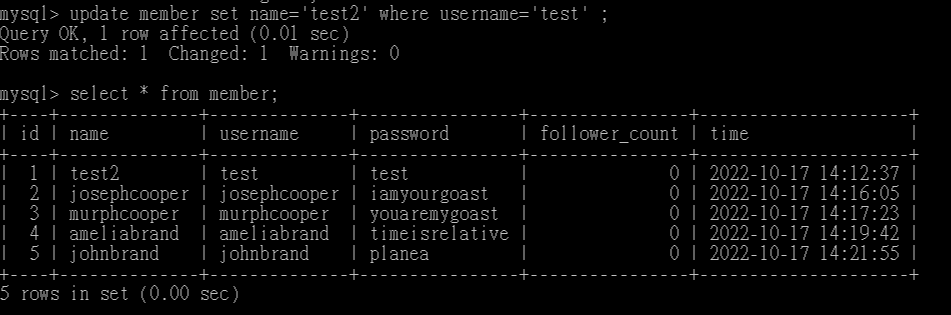 mysql> update member set name='test2' where username='test' ;
Query OK, 1 row affected (0.01 sec)
Rows matched: 1  Changed: 1  Warnings: 0
mysql> select * from member;
+----+--------------+--------------+----------------+----------------+---------------------+
| id | name         | username     | password       | follower_count | time                |
+----+--------------+--------------+----------------+----------------+---------------------+
|  1 | test2        | test         | test           |              0 | 2022-10-17 14:12:37 |
|  2 | josephcooper | josephcooper | iamyourgoast   |              0 | 2022-10-17 14:16:05 |
|  3 | murphcooper  | murphcooper  | youaremygoast  |              0 | 2022-10-17 14:17:23 |
|  4 | ameliabrand  | ameliabrand  | timeisrelative |              0 | 2022-10-17 14:19:42 |
|  5 | johnbrand    | johnbrand    | planea         |              0 | 2022-10-17 14:21:55 |
+----+--------------+--------------+----------------+----------------+---------------------+
5 rows in set (0.00 sec)